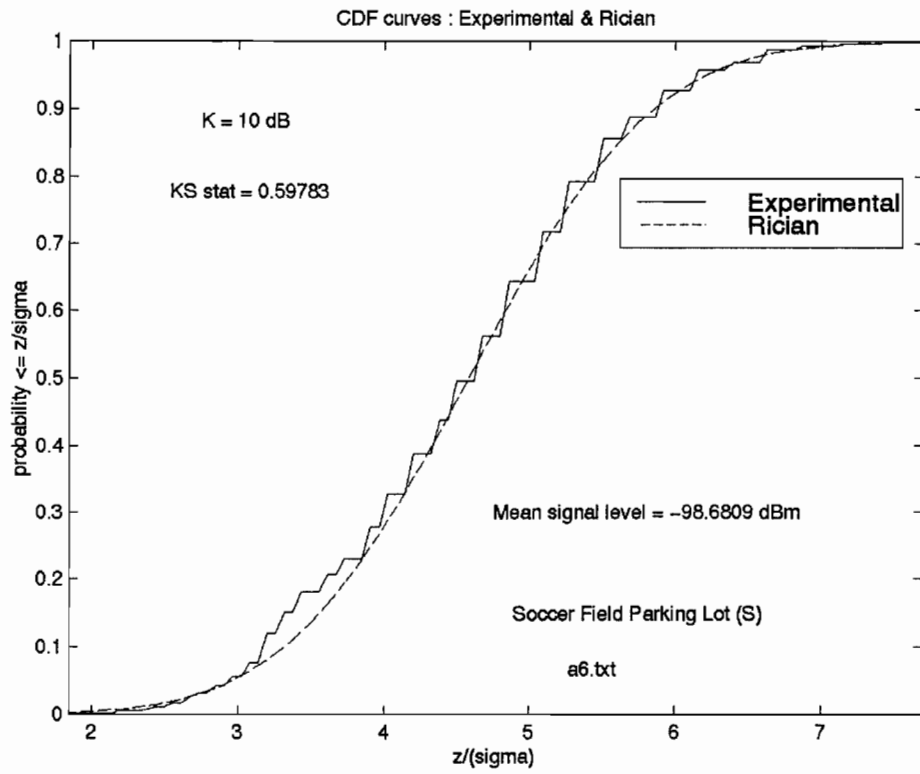 CDF curves : Experimental & Rician
1
0.9
0.8
0.7
0.6
0.5
0.4
0.3
0.2
0.1
0
probability <= z/sigma
K = 10 dB
KS stat = 0.59783
Experimental
Rician
Mean signal level = -98.6809 dBm
Soccer Field Parking Lot (S)
a6.txt
2 3 4 5 6 7
z/(sigma)